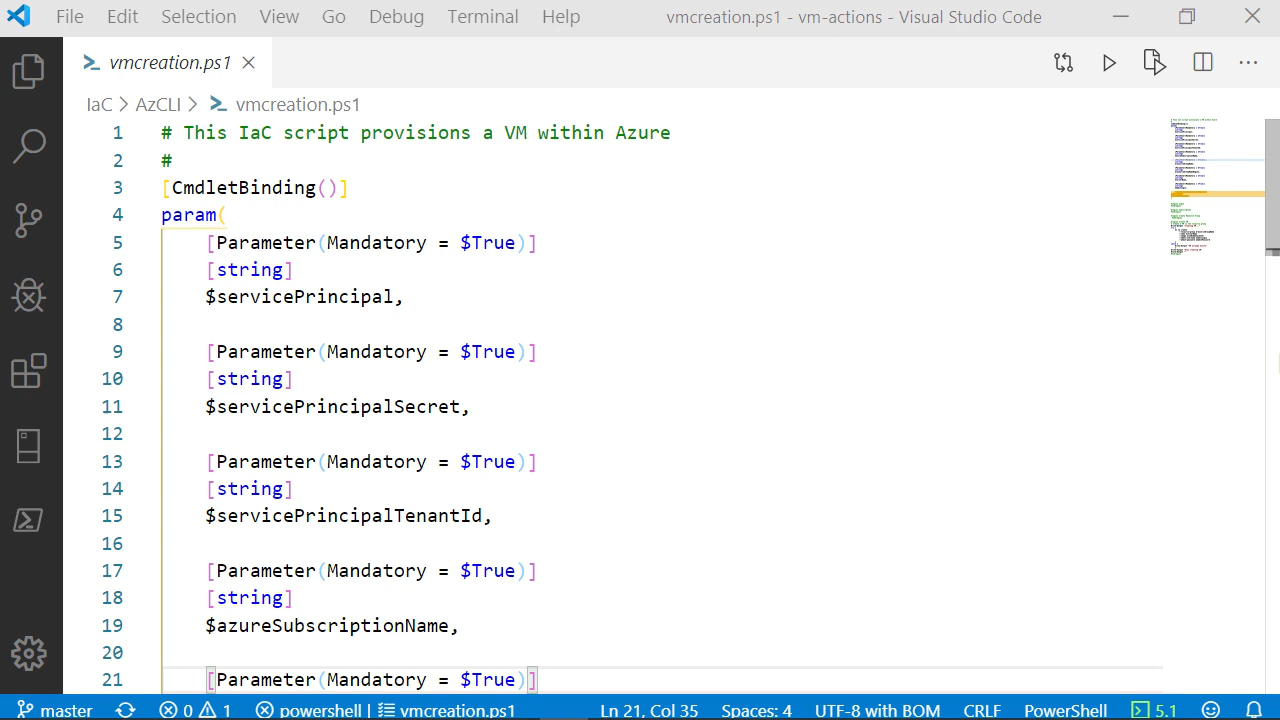 File Edit Selection View Go Debug Terminal Help vmcreation.ps1 - vm-actions - Visual Studio Code
vmcreation.ps1
IaC > AzCLI > vmcreation.ps1
1 # This IaC script provisions a VM within Azure
2 #
3 [CmdletBinding()]
4 param(
5 [Parameter(Mandatory = $True)]
6 [string]
7 $servicePrincipal,
8
9 [Parameter(Mandatory = $True)]
10 [string]
11 $servicePrincipalSecret,
12
13 [Parameter(Mandatory = $True)]
14 [string]
15 $servicePrincipalTenantId,
16
17 [Parameter(Mandatory = $True)]
18 [string]
19 $azureSubscriptionName,
20
21 [Parameter(Mandatory = $True)]
master 0 1 powershell | vmcreation.ps1 Ln 21, Col 35 Spaces: 4 UTF-8 with BOM CRLF PowerShell 5.1